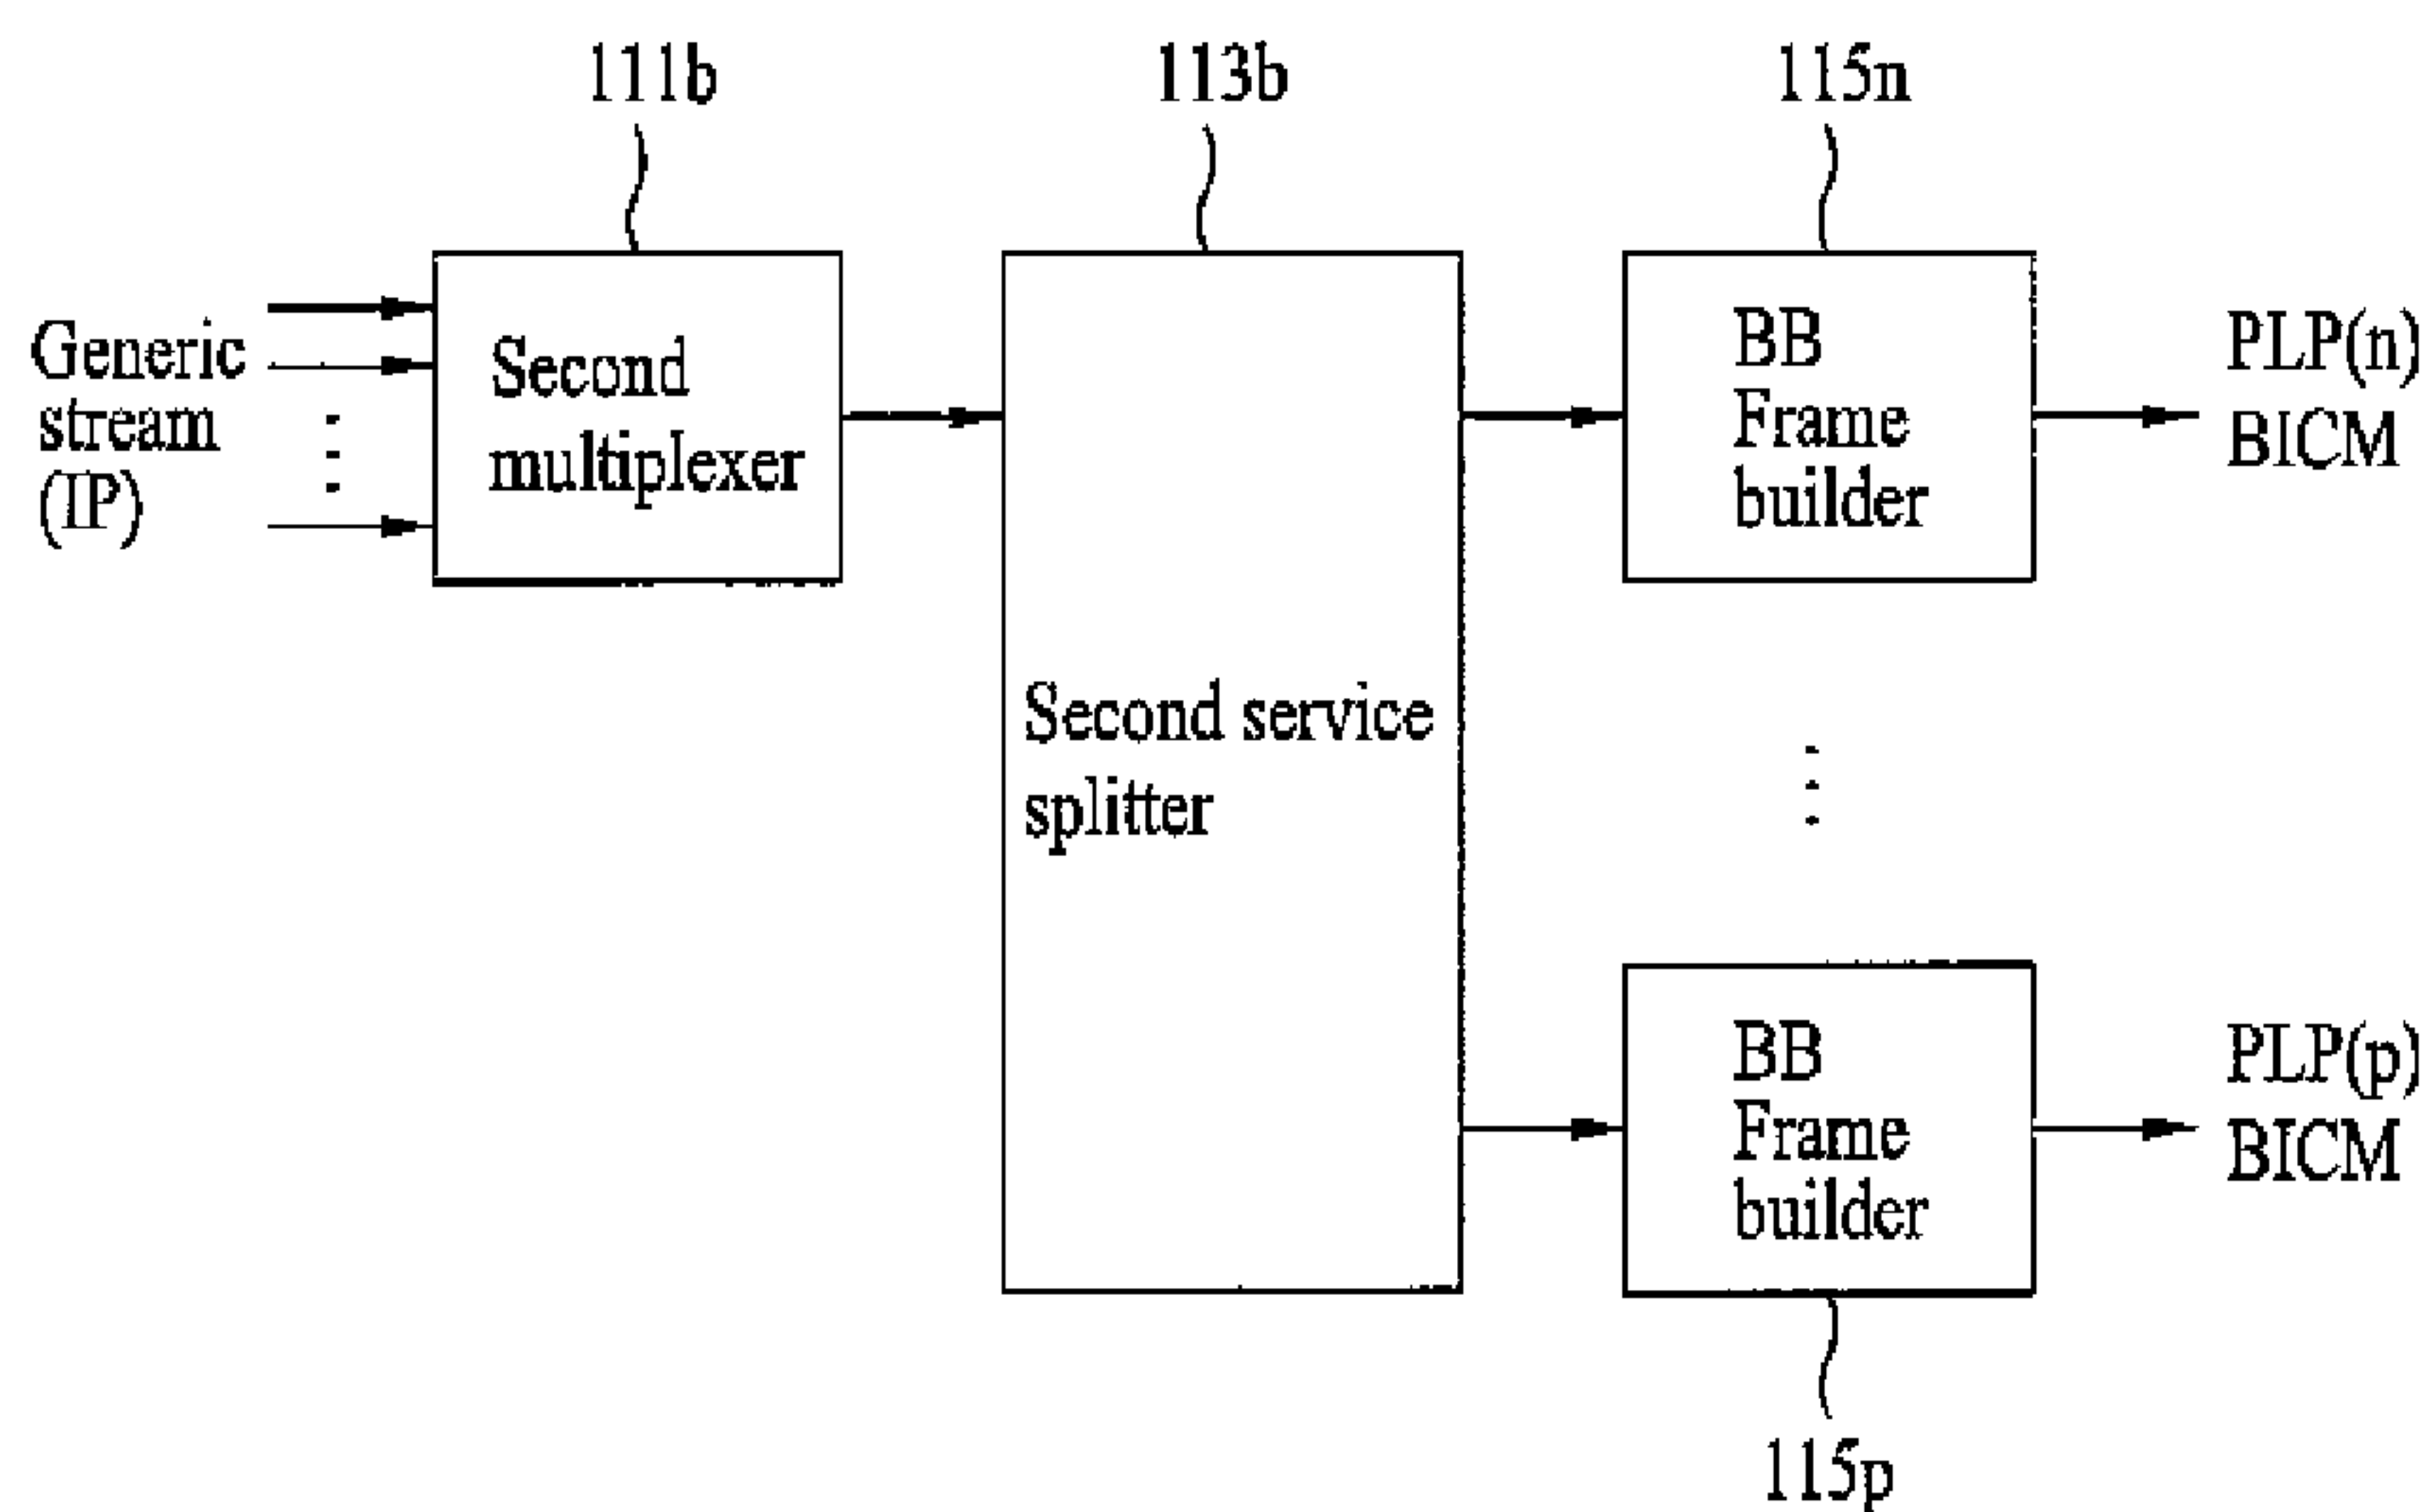 111b
113b
115n
Generic
stream
(IP)
Second
multiplexer
Second service
splitter
BB
Frame
builder
PLP(n)
BICM
BB
Frame
builder
PLP(p)
BICM
115p